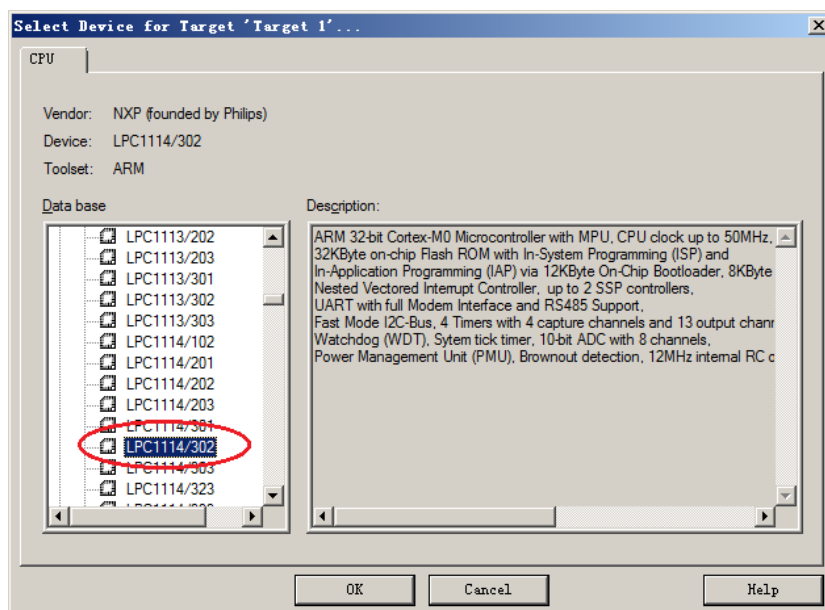 Select Device for Target 'Target 1'...
CPU
Vendor: NXP (founded by Philips)
Device: LPC1114/302
Toolset: ARM
Data base
Description:
LPC1113/202
LPC1113/203
LPC1113/301
LPC1113/302
LPC1113/303
LPC1114/102
LPC1114/201
LPC1114/202
LPC1114/203
LPC1114/301
LPC1114/302
LPC1114/303
LPC1114/323
ARM 32-bit Cortex-M0 Microcontroller with MPU, CPU clock up to 50MHz,
32KByte on-chip Flash ROM with In-System Programming (ISP) and
In-Application Programming (IAP) via 12KByte On-Chip Bootloader, 8KByte
Nested Vectored Interrupt Controller, up to 2 SSP controllers,
UART with full Modem Interface and RS485 Support,
Fast Mode I2C-Bus, 4 Timers with 4 capture channels and 13 output
Watchdog (WDT), Sytem tick timer, 10-bit ADC with 8 channels,
Power Management Unit (PMU), Brownout detection, 12MHz internal RC
OK
Cancel
Help